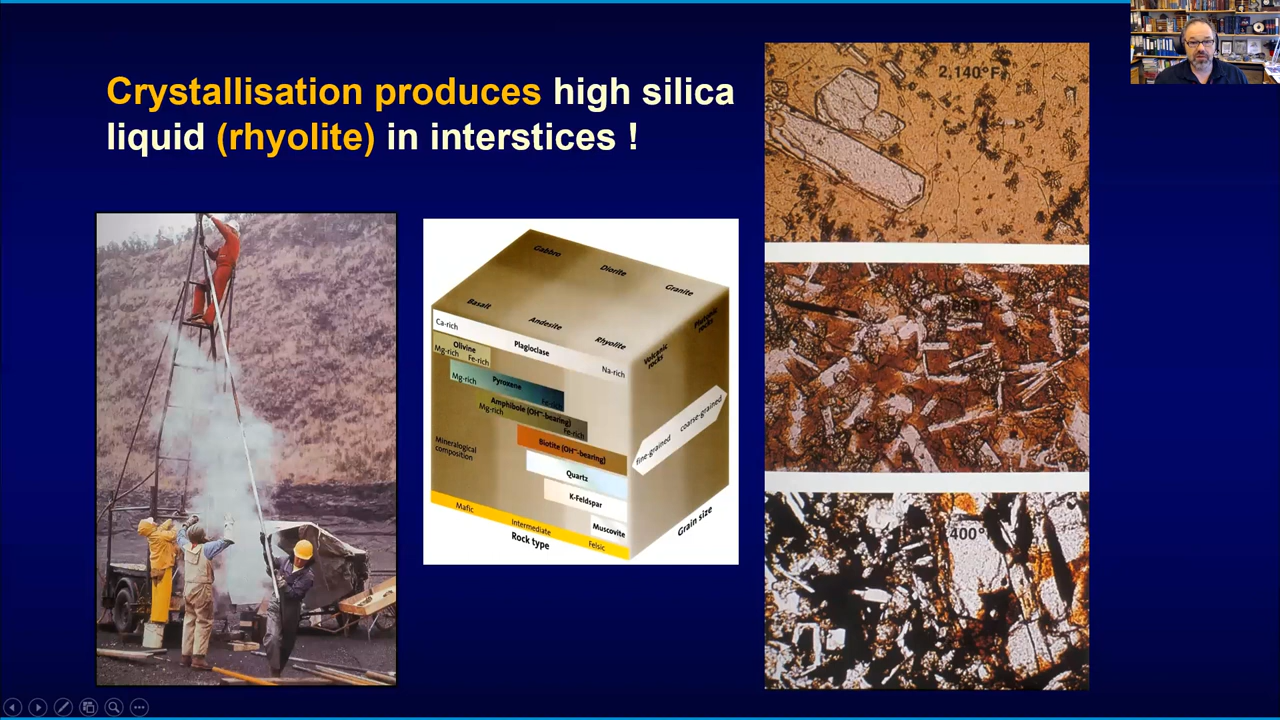 Crystallisation produces high silica
liquid (rhyolite) in interstices !
2,140°F
Gabbro
Diorite
Granite
Basalt
Andesite
Rhyolite
Plutonic
rocks
Volcanic
rocks
Ca-rich
Plagioclase
Na-rich
Olivine
Mg-rich Fe-rich
Mg-rich Pyroxene Fe-rich
Amphibole (OH⁻-bearing)
Mg-rich Fe-rich
Biotite (OH⁻-bearing)
Mineralogical
composition
Quartz
K-Feldspar
Muscovite
fine-grained coarse-grained
Mafic Intermediate Felsic
Rock type
Grain size
400°